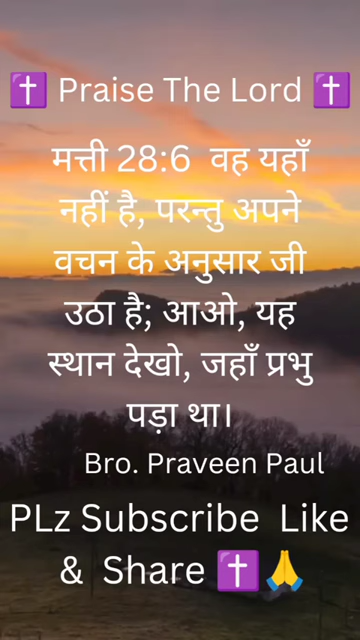 ✝️ Praise The Lord ✝️
मत्ती 28:6 वह यहाँ
नहीं है, परन्तु अपने
वचन के अनुसार जी
उठा है; आओ, यह
स्थान देखो, जहाँ प्रभु
पड़ा था।
Bro. Praveen Paul
PLz Subscribe Like
& Share ✝️🙏